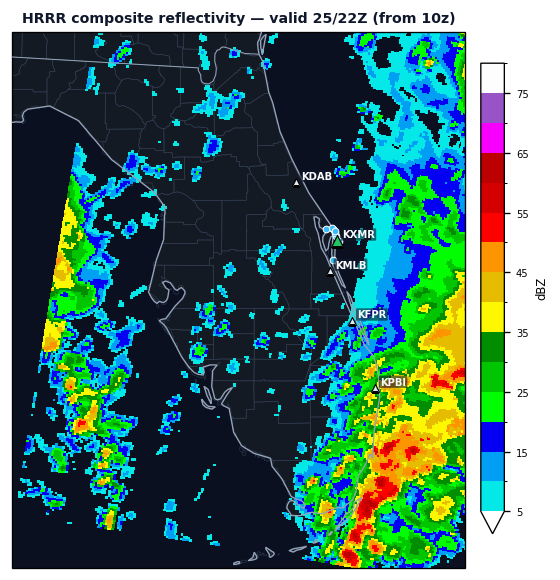 HRRR composite reflectivity — valid 25/22Z (from 10z)
KDAB
KXMR
KMLB
KFPR
KPBI
75
65
55
45
35
25
15
5
dBZ